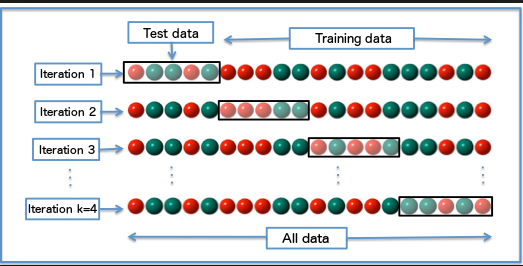 Test data
Training data
Iteration 1
Iteration 2
Iteration 3
Iteration k=4
All data